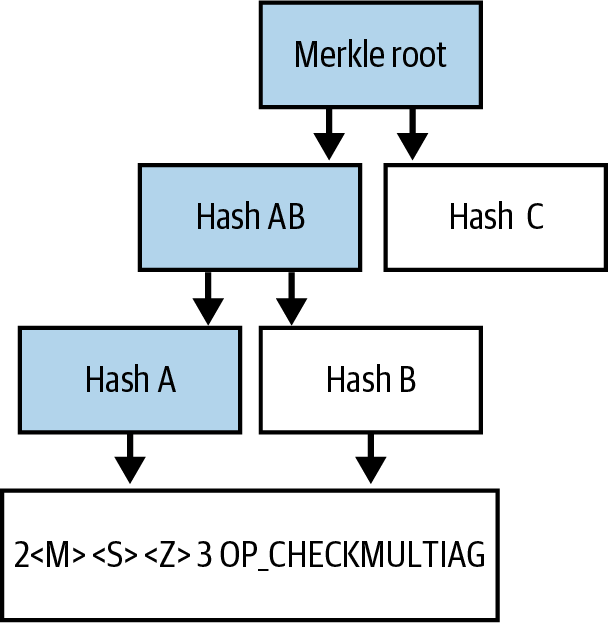 Merkle root
Hash AB
Hash C
Hash A
Hash B
2<M> <S> <Z> 3 OP_CHECKMULTIAG